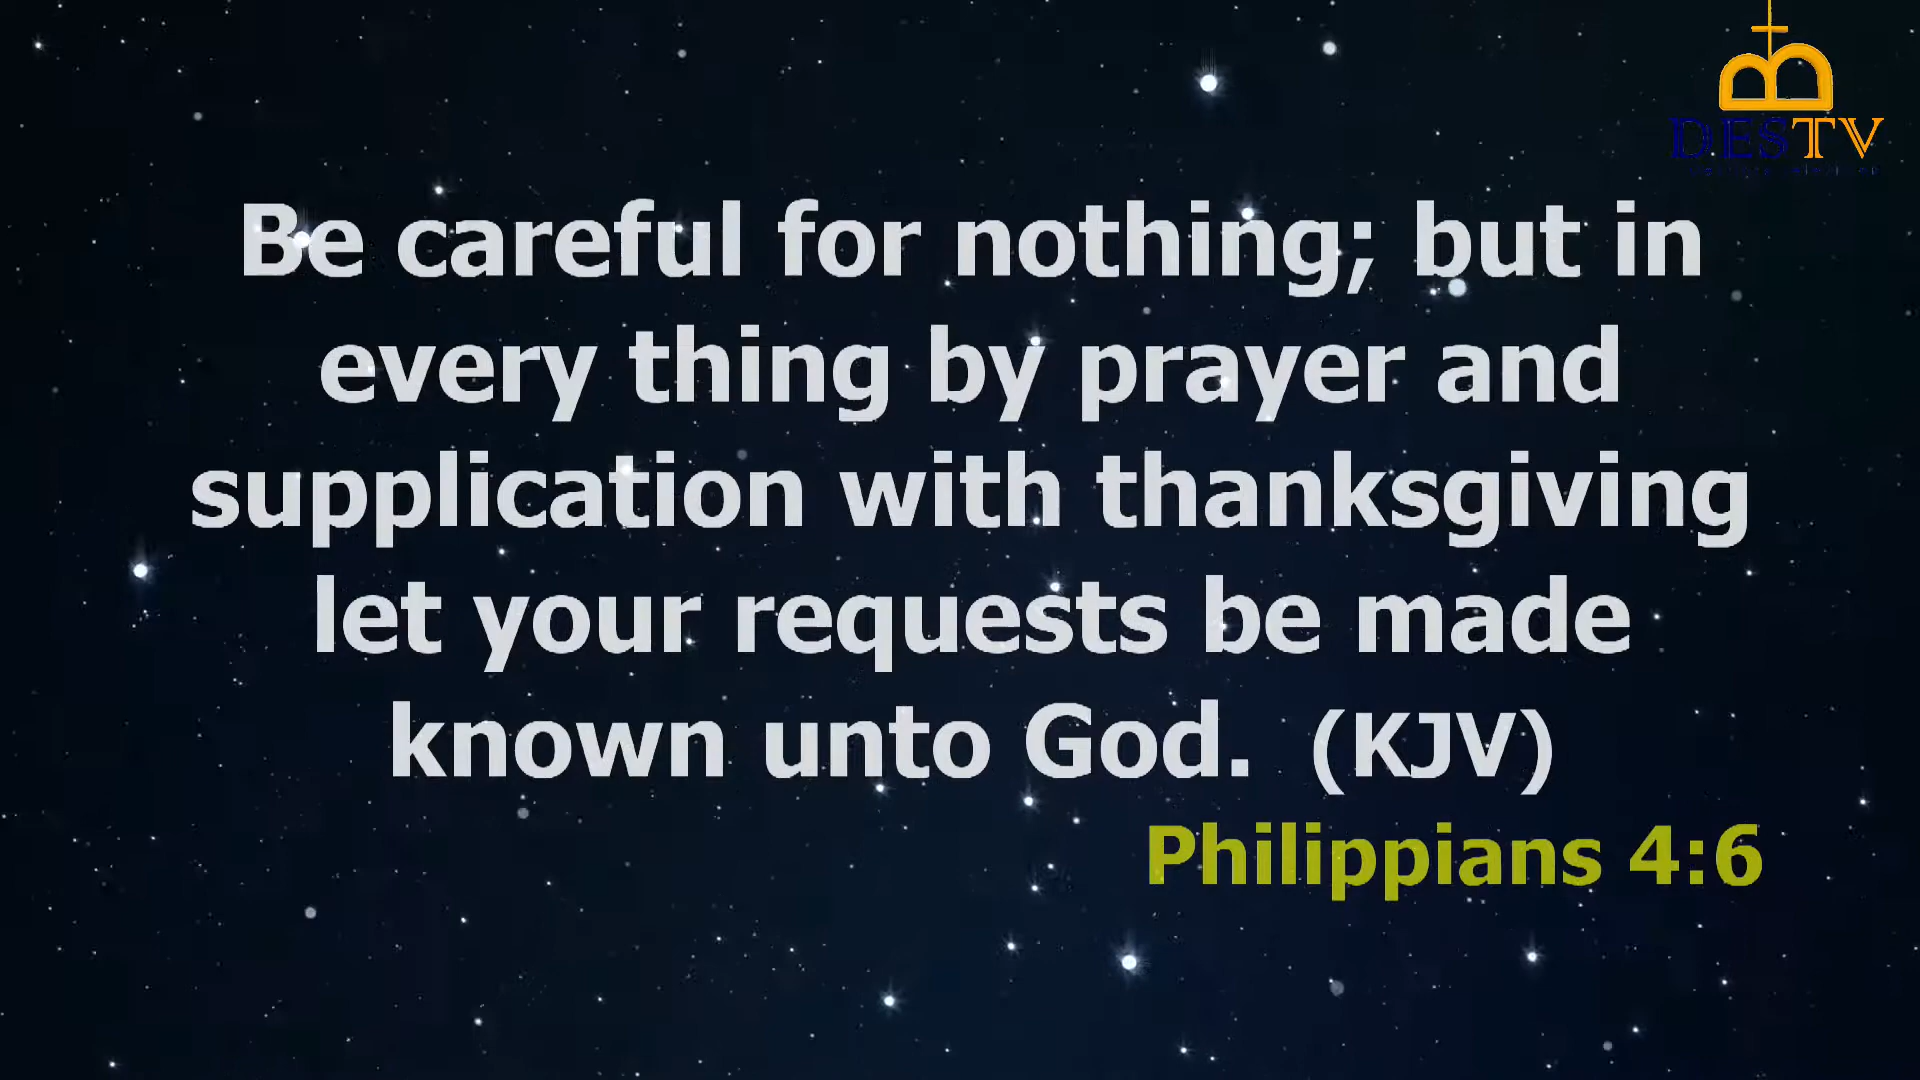 DESTV
Be careful for nothing; but in
every thing by prayer and
supplication with thanksgiving
let your requests be made
known unto God.  (KJV)
Philippians 4:6